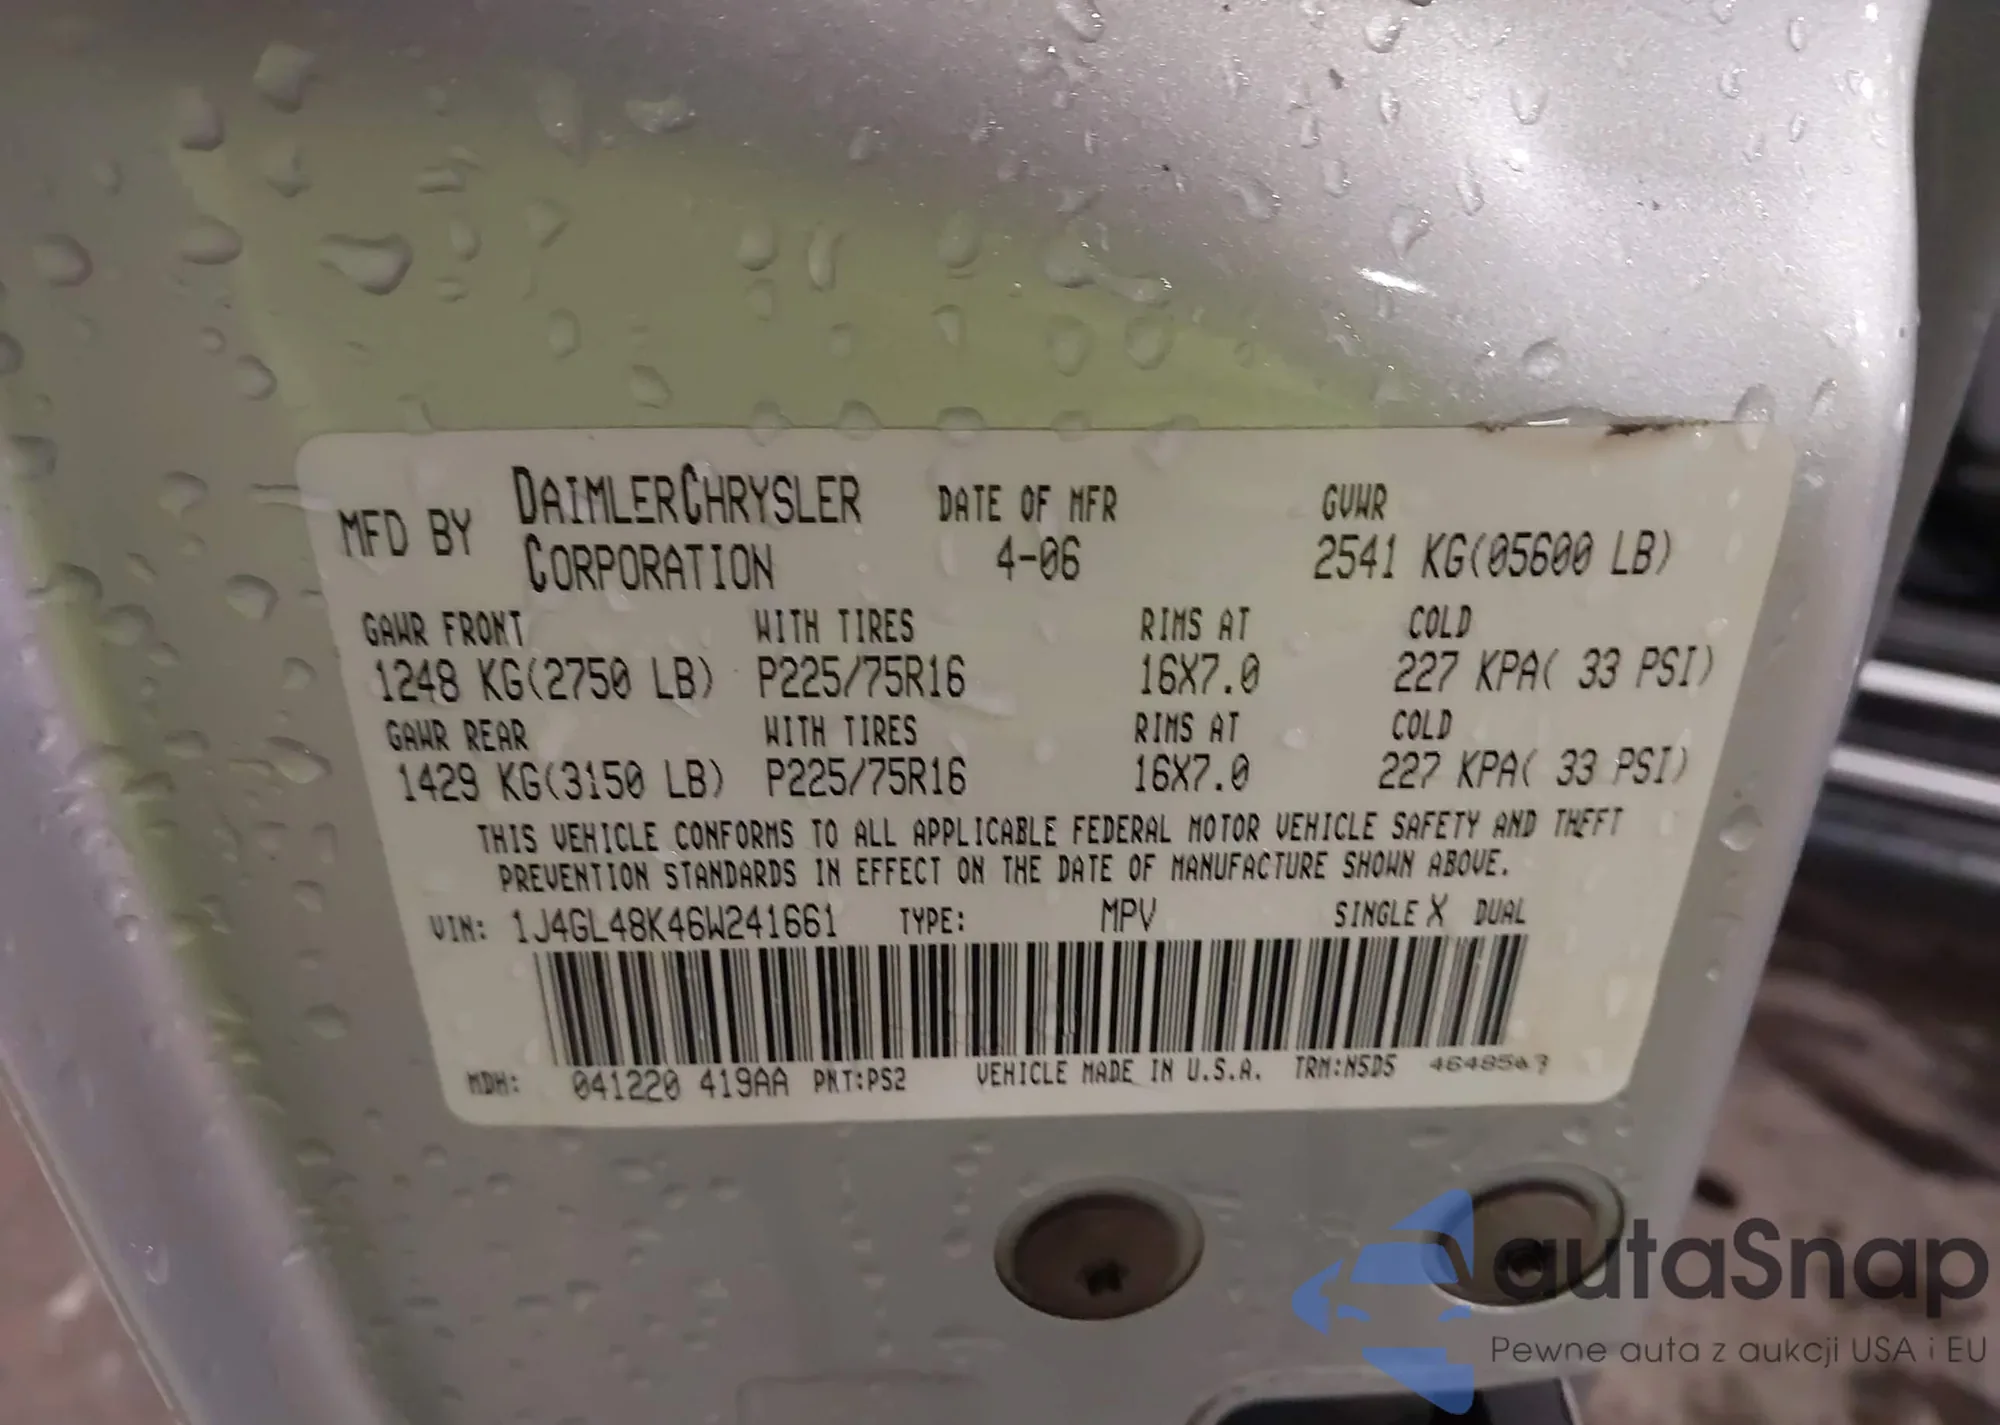 MFD BY DAIMLERCHRYSLER CORPORATION DATE OF MFR 4-06 GVWR 2541 KG(05600 LB)
GAWR FRONT WITH TIRES RIMS AT COLD
1248 KG(2750 LB) P225/75R16 16X7.0 227 KPA( 33 PSI)
GAWR REAR WITH TIRES RIMS AT COLD
1429 KG(3150 LB) P225/75R16 16X7.0 227 KPA( 33 PSI)
THIS VEHICLE CONFORMS TO ALL APPLICABLE FEDERAL MOTOR VEHICLE SAFETY AND THEFT
PREVENTION STANDARDS IN EFFECT ON THE DATE OF MANUFACTURE SHOWN ABOVE.
VIN: 1J4GL48K46W241661 TYPE: MPV SINGLE X DUAL
MDH: 041220 419AA PNT:PS2 VEHICLE MADE IN U.S.A. TRM:N5D5
autaSnap
Pewne auta z aukcji USA i EU